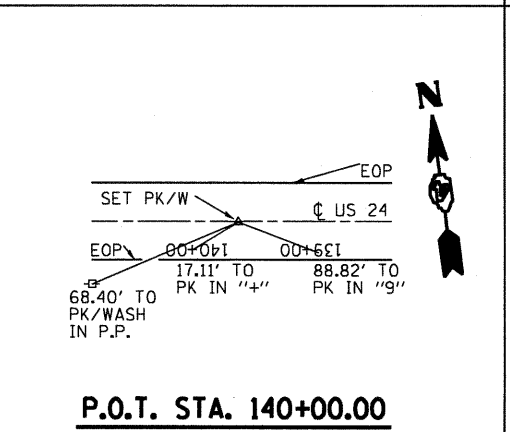 N
EOP
SET PK/W
℄ US 24
EOP
140+00
139+00
17.11' TO
PK IN "+"
88.82' TO
PK IN "9"
68.40' TO
PK/WASH
IN P.P.
P.O.T. STA. 140+00.00